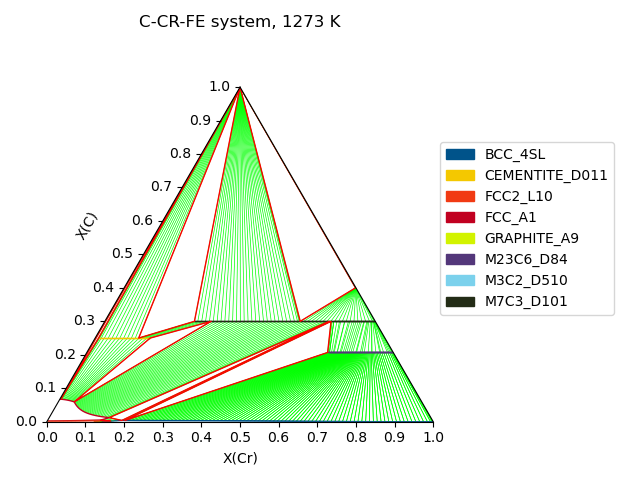 C-CR-FE system, 1273 K
1.0
0.9
0.8
0.7
0.6
0.5
0.4
0.3
0.2
0.1
0.0
X(C)
0.0 0.1 0.2 0.3 0.4 0.5 0.6 0.7 0.8 0.9 1.0
X(Cr)
BCC_4SL
CEMENTITE_D011
FCC2_L10
FCC_A1
GRAPHITE_A9
M23C6_D84
M3C2_D510
M7C3_D101